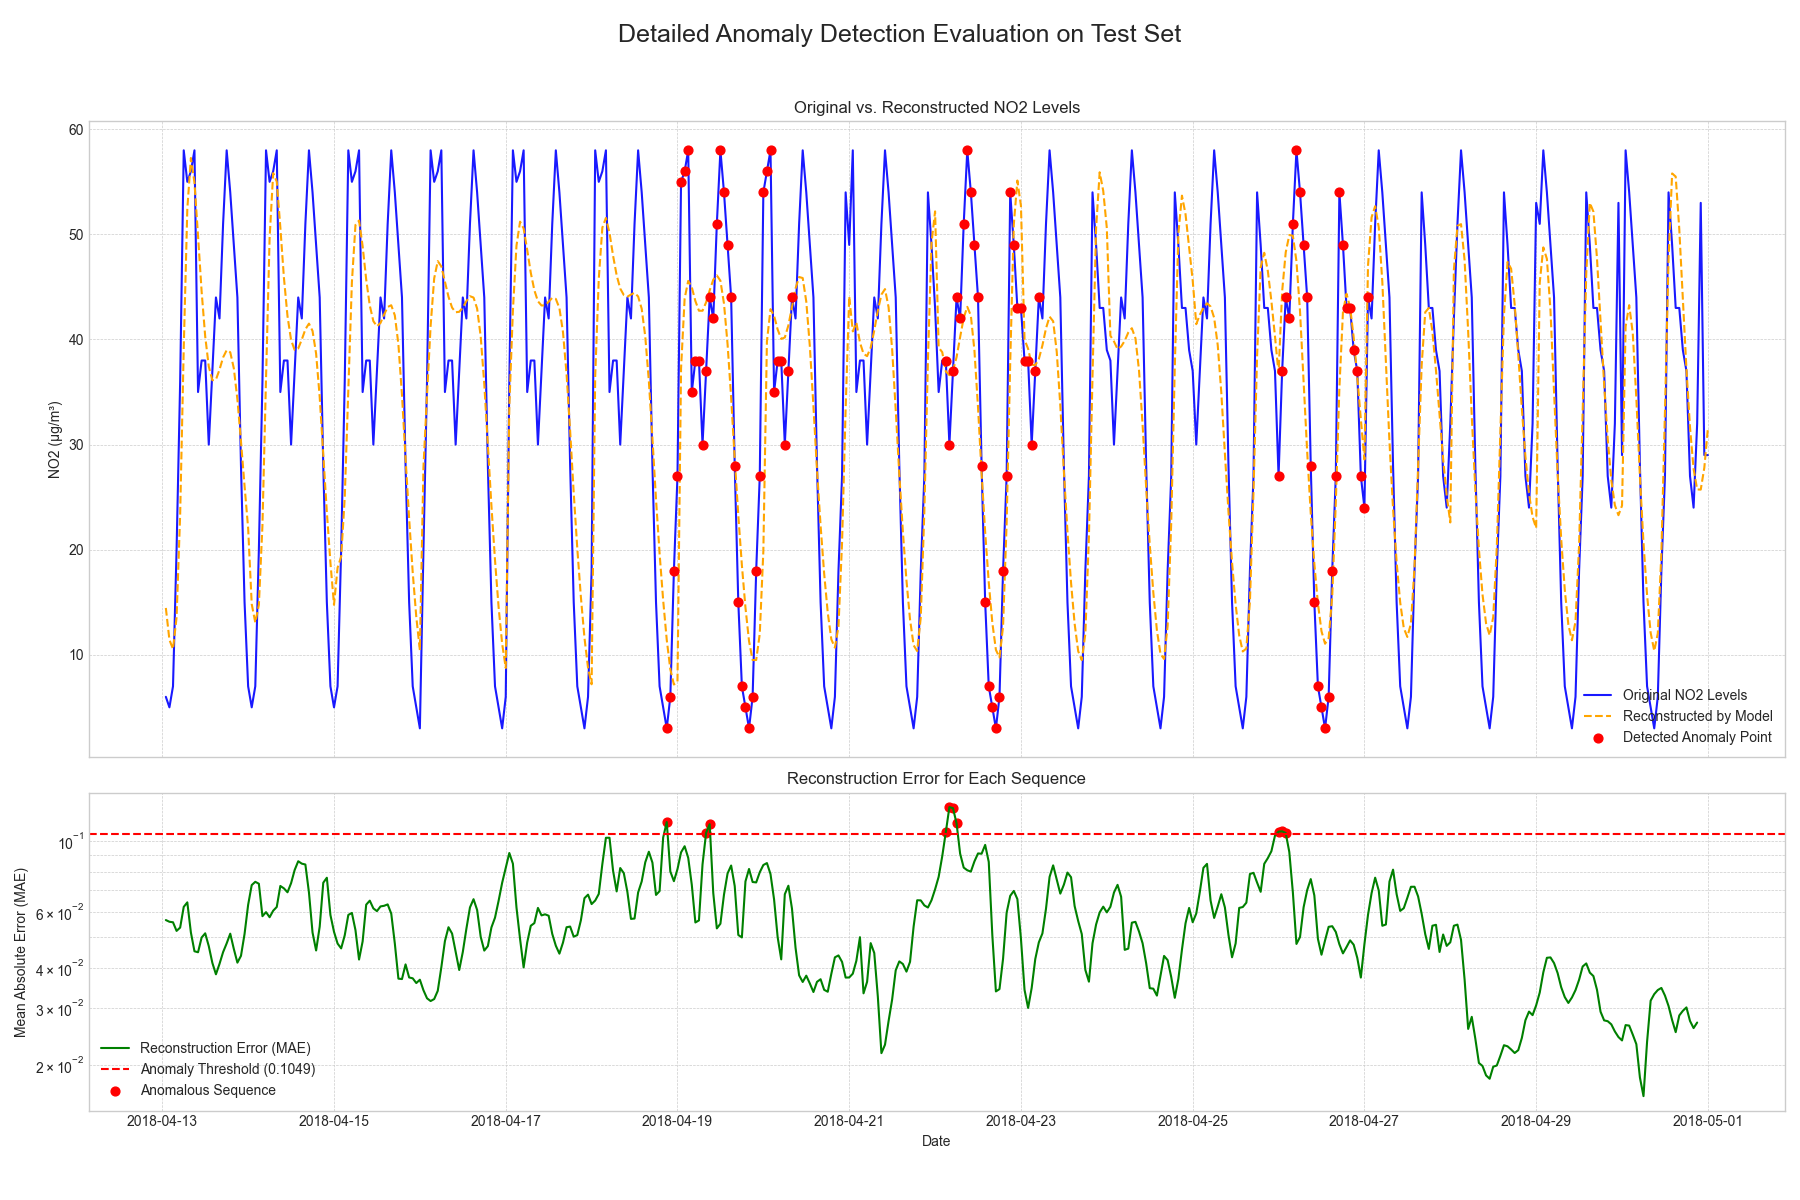 Detailed Anomaly Detection Evaluation on Test Set
Original vs. Reconstructed NO2 Levels
60
50
40
30
20
10
NO2 (µg/m³)
Original NO2 Levels
Reconstructed by Model
Detected Anomaly Point
Reconstruction Error for Each Sequence
10⁻¹
6 × 10⁻²
4 × 10⁻²
3 × 10⁻²
2 × 10⁻²
Mean Absolute Error (MAE)
Reconstruction Error (MAE)
Anomaly Threshold (0.1049)
Anomalous Sequence
2018-04-13 2018-04-15 2018-04-17 2018-04-19 2018-04-21 2018-04-23 2018-04-25 2018-04-27 2018-04-29 2018-05-01
Date